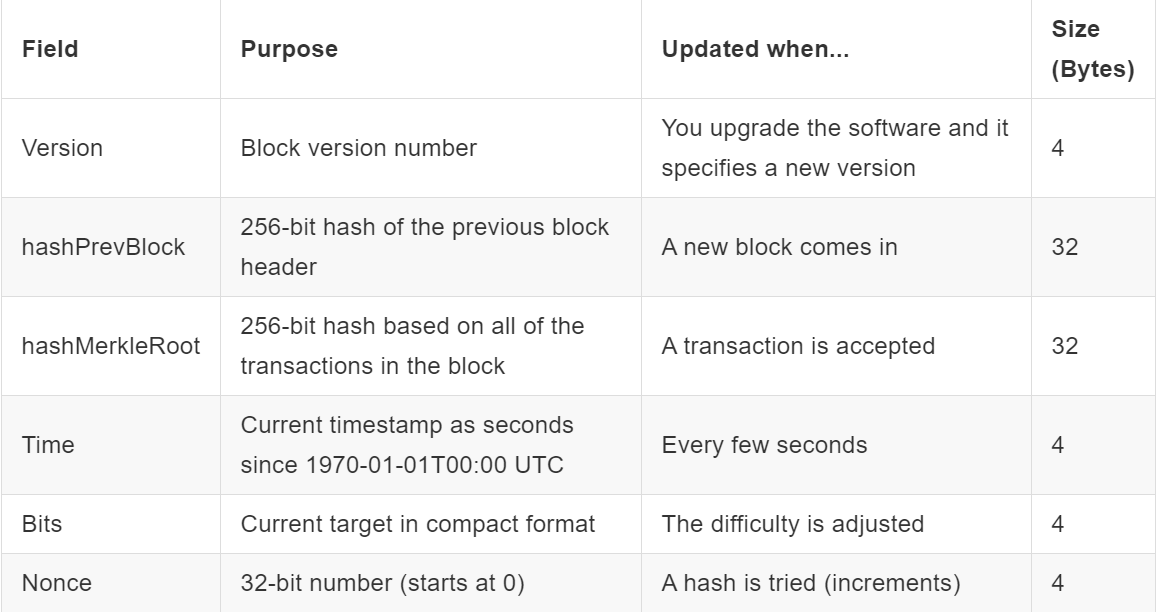 Field Purpose Updated when... Size
(Bytes)
Version Block version number You upgrade the software and it
specifies a new version 4
hashPrevBlock 256-bit hash of the previous block
header A new block comes in 32
hashMerkleRoot 256-bit hash based on all of the
transactions in the block A transaction is accepted 32
Time Current timestamp as seconds
since 1970-01-01T00:00 UTC Every few seconds 4
Bits Current target in compact format The difficulty is adjusted 4
Nonce 32-bit number (starts at 0) A hash is tried (increments) 4